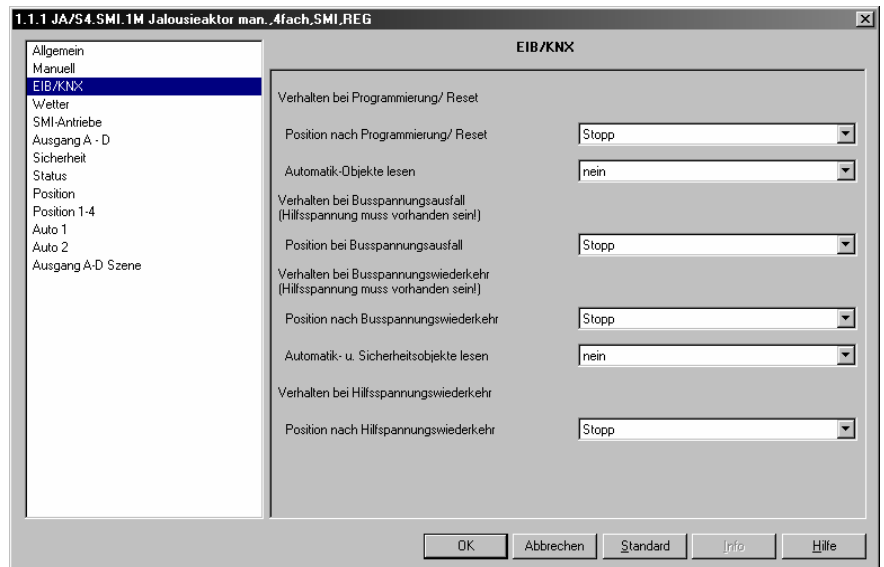 1.1.1 JA/S4.SMI.1M Jalousieaktor man.,4fach,SMI,REG
Allgemein
Manuell
EIB/KNX
Wetter
SMI-Antriebe
Ausgang A - D
Sicherheit
Status
Position
Position 1-4
Auto 1
Auto 2
Ausgang A-D Szene
EIB/KNX
Verhalten bei Programmierung/ Reset
Position nach Programmierung/ Reset
Stopp
Automatik-Objekte lesen
nein
Verhalten bei Busspannungsausfall
(Hilfsspannung muss vorhanden sein!)
Position bei Busspannungsausfall
Stopp
Verhalten bei Busspannungswiederkehr
(Hilfsspannung muss vorhanden sein!)
Position nach Busspannungswiederkehr
Stopp
Automatik- u. Sicherheitsobjekte lesen
nein
Verhalten bei Hilfsspannungswiederkehr
Position nach Hilfspannungswiederkehr
Stopp
OK
Abbrechen
Standard
Info
Hilfe